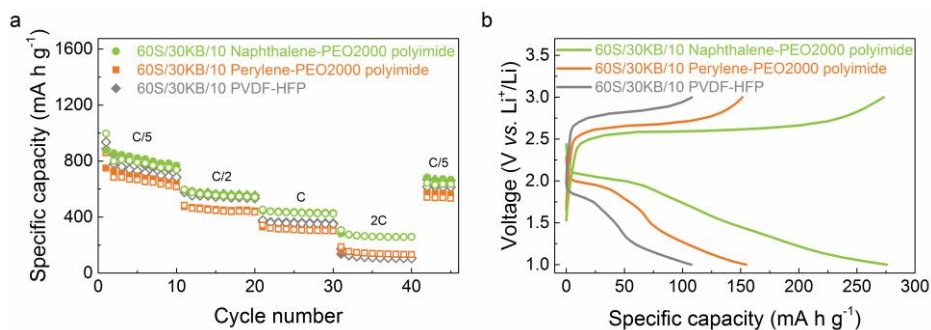 a
Specific capacity (mA h g⁻¹)
1600
1200
800
400
0
60S/30KB/10 Naphthalene-PEO2000 polyimide
60S/30KB/10 Perylene-PEO2000 polyimide
60S/30KB/10 PVDF-HFP
C/5
C/2
C
2C
C/5
0 10 20 30 40
Cycle number
b
Voltage (V vs. Li⁺/Li)
3.5
3.0
2.5
2.0
1.5
1.0
60S/30KB/10 Naphthalene-PEO2000 polyimide
60S/30KB/10 Perylene-PEO2000 polyimide
60S/30KB/10 PVDF-HFP
0 50 100 150 200 250 300
Specific capacity (mA h g⁻¹)